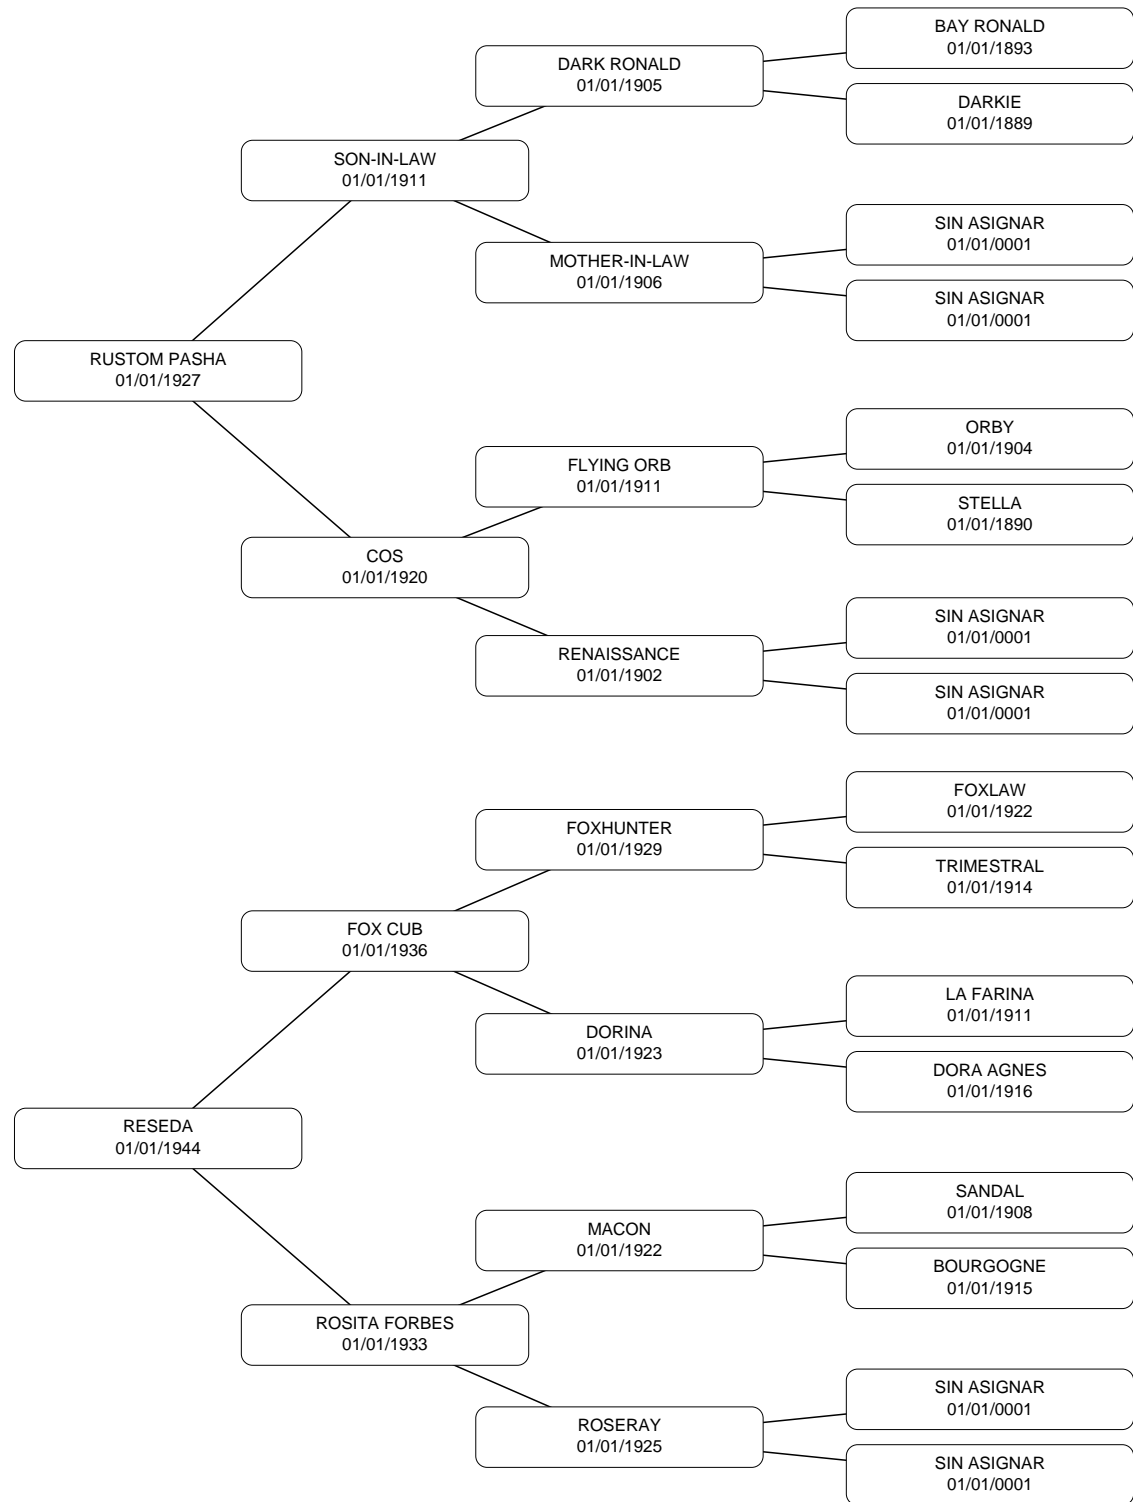 BAY RONALD
01/01/1893
DARK RONALD
01/01/1905
DARKIE
01/01/1889
SON-IN-LAW
01/01/1911
SIN ASIGNAR
01/01/0001
MOTHER-IN-LAW
01/01/1906
SIN ASIGNAR
01/01/0001
RUSTOM PASHA
01/01/1927
ORBY
01/01/1904
FLYING ORB
01/01/1911
STELLA
01/01/1890
COS
01/01/1920
SIN ASIGNAR
01/01/0001
RENAISSANCE
01/01/1902
SIN ASIGNAR
01/01/0001
FOXLAW
01/01/1922
FOXHUNTER
01/01/1929
TRIMESTRAL
01/01/1914
FOX CUB
01/01/1936
LA FARINA
01/01/1911
DORINA
01/01/1923
DORA AGNES
01/01/1916
RESEDA
01/01/1944
SANDAL
01/01/1908
MACON
01/01/1922
BOURGOGNE
01/01/1915
ROSITA FORBES
01/01/1933
SIN ASIGNAR
01/01/0001
ROSERAY
01/01/1925
SIN ASIGNAR
01/01/0001